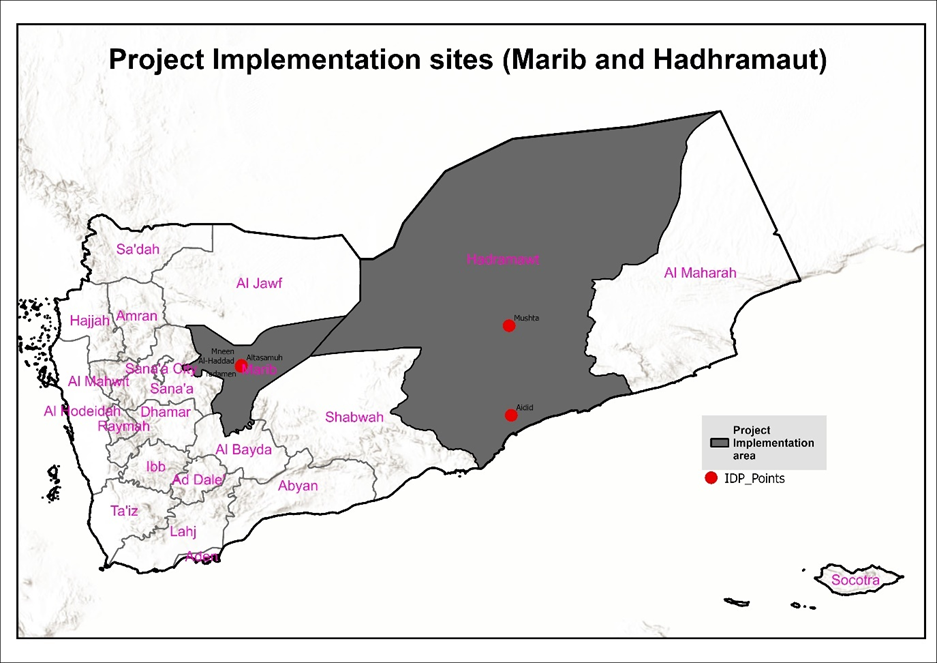 Project Implementation sites (Marib and Hadhramaut)
Sa'dah
Al Jawf
Hadramawt
Al Maharah
Hajjah
Amran
Mushta
Mneen
Al-Haddad
Altasamuh
Marib
Sana'a City
Al Mahwit
Sana'a
Al Hodeidah
Dhamar
Raymah
Shabwah
Aidid
Al Bayda
Ibb
Ad Dale'
Abyan
Ta'iz
Lahj
Aden
Socotra
Project
Implementation
area
IDP_Points